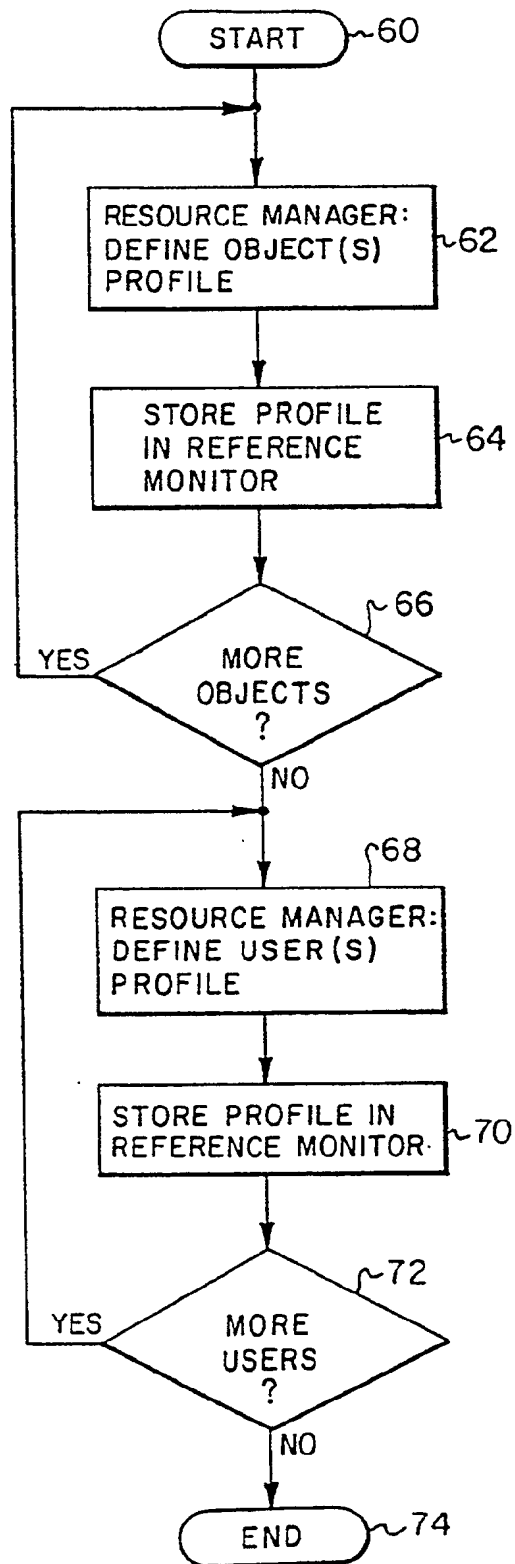 START
60
RESOURCE MANAGER:
DEFINE OBJECT(S)
PROFILE
62
STORE PROFILE
IN REFERENCE
MONITOR
64
66
YES
MORE
OBJECTS
?
NO
68
RESOURCE MANAGER:
DEFINE USER(S)
PROFILE
STORE PROFILE IN
REFERENCE MONITOR
70
72
YES
MORE
USERS
?
NO
END
74